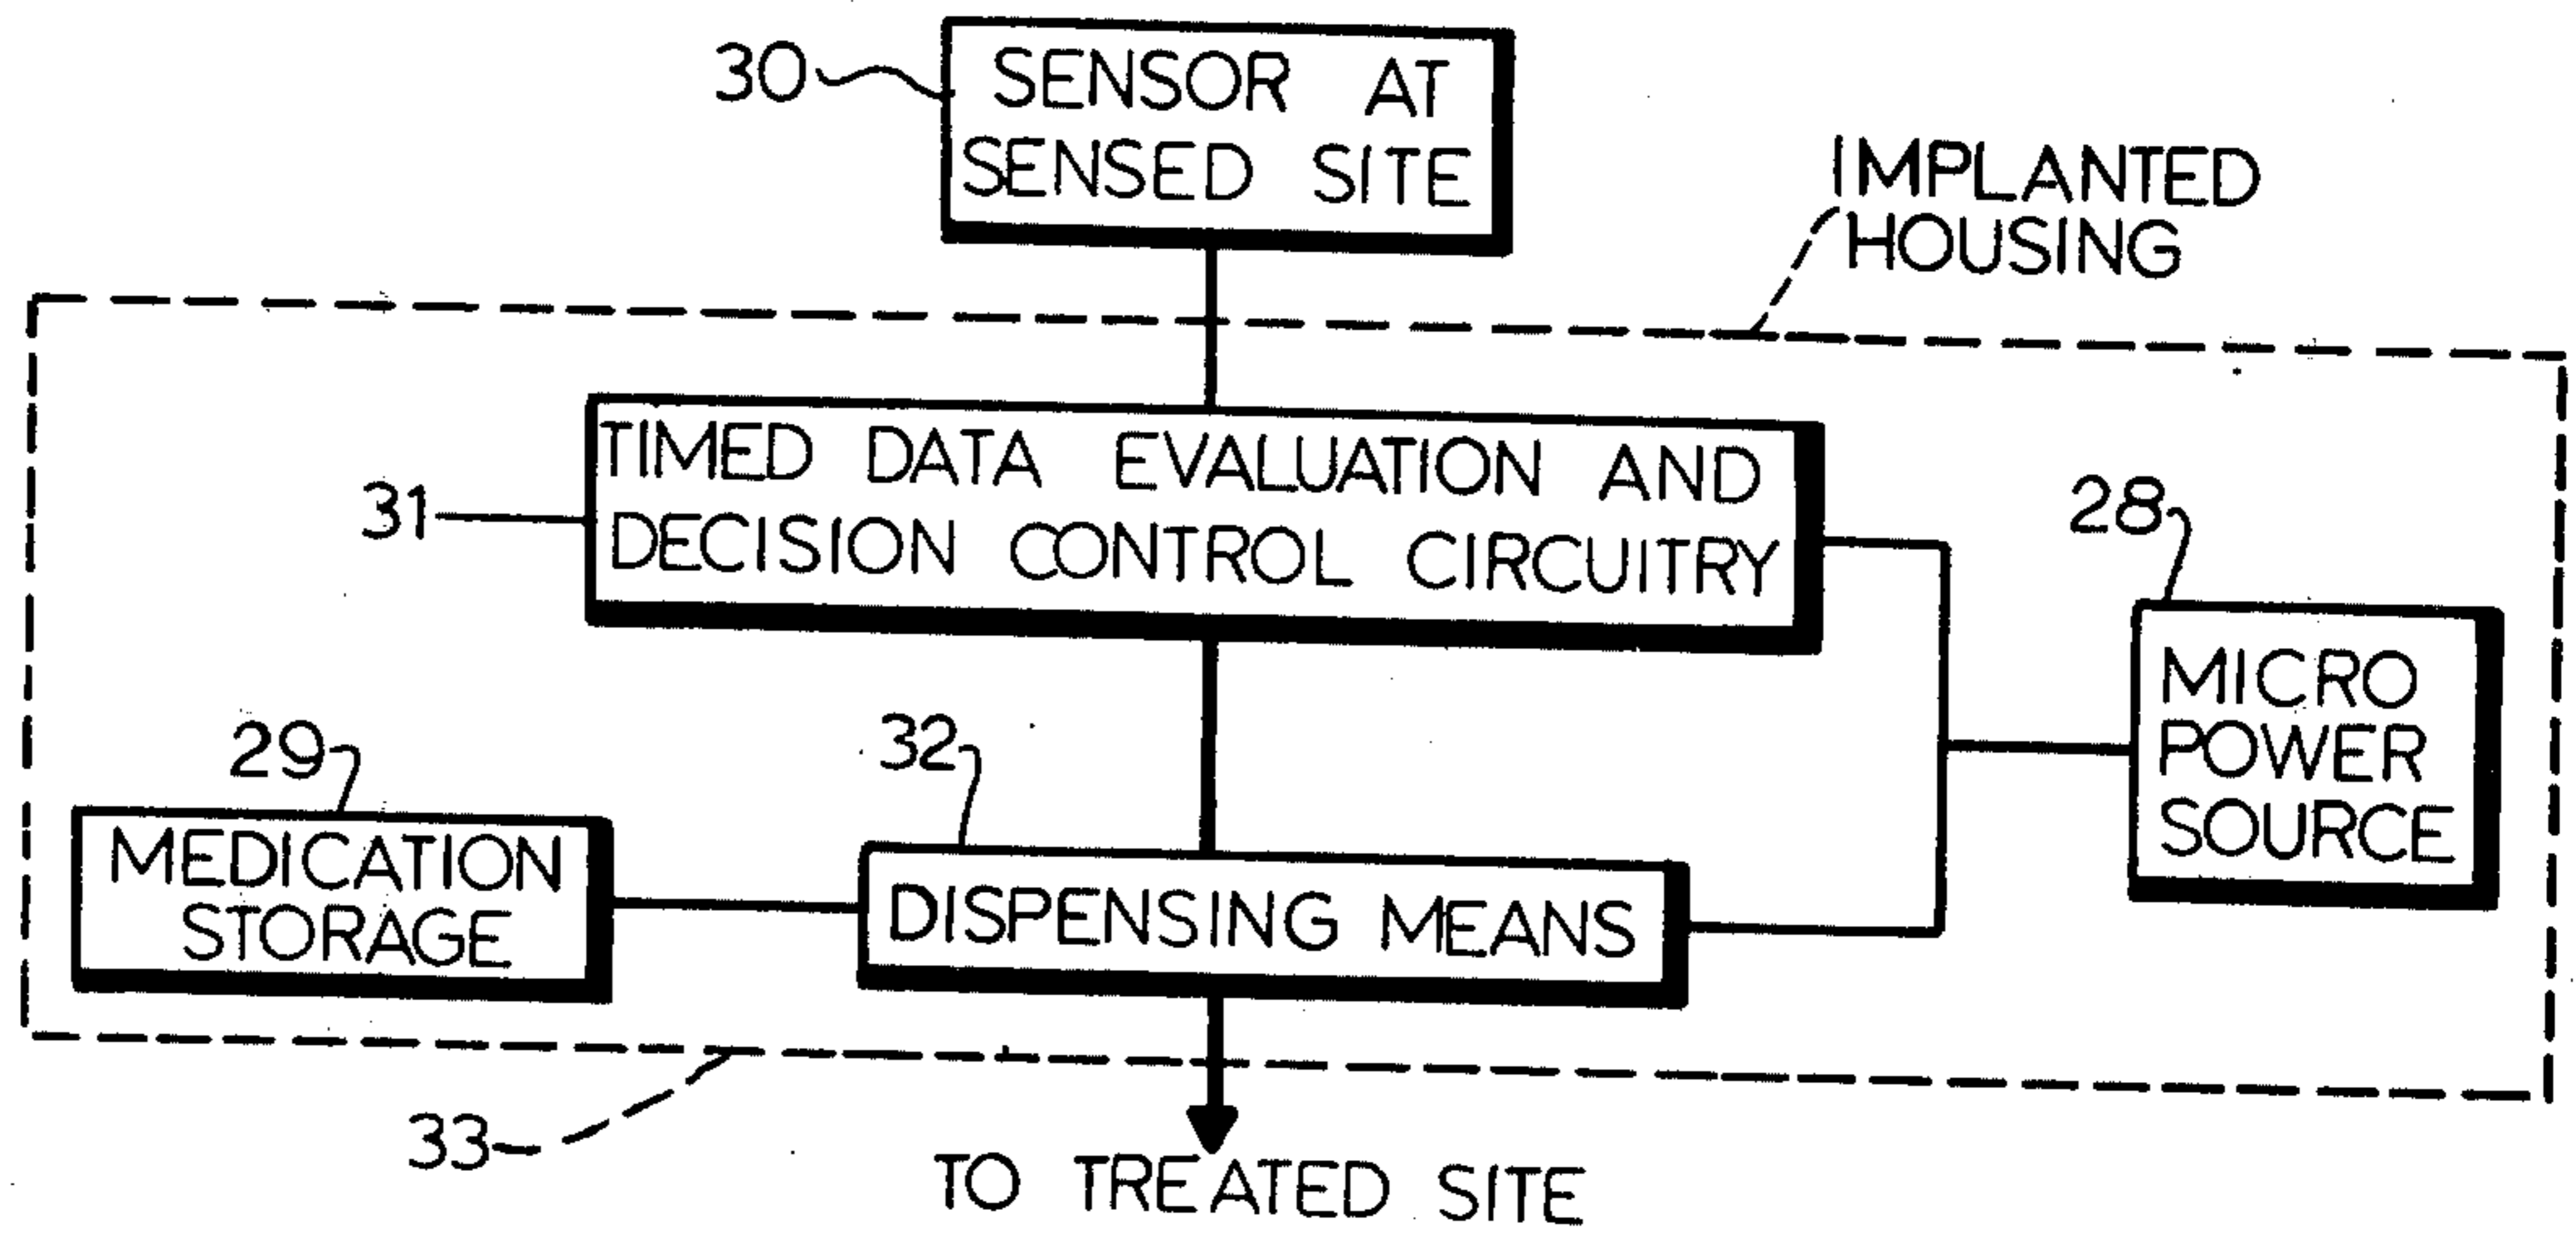 30
SENSOR AT
SENSED SITE
IMPLANTED
HOUSING
31
TIMED DATA EVALUATION AND
DECISION CONTROL CIRCUITRY
28
MICRO
POWER
SOURCE
29
MEDICATION
STORAGE
32
DISPENSING MEANS
33
TO TREATED SITE